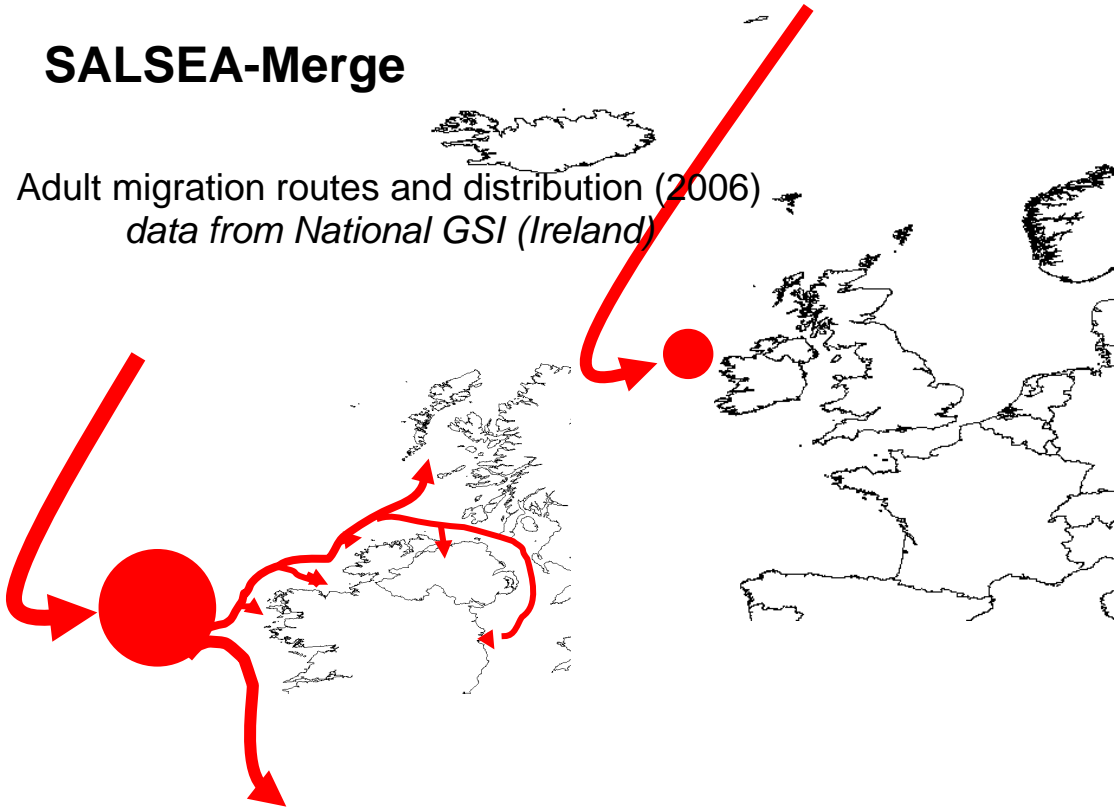 SALSEA-Merge
Adult migration routes and distribution (2006)
data from National GSI (Ireland)